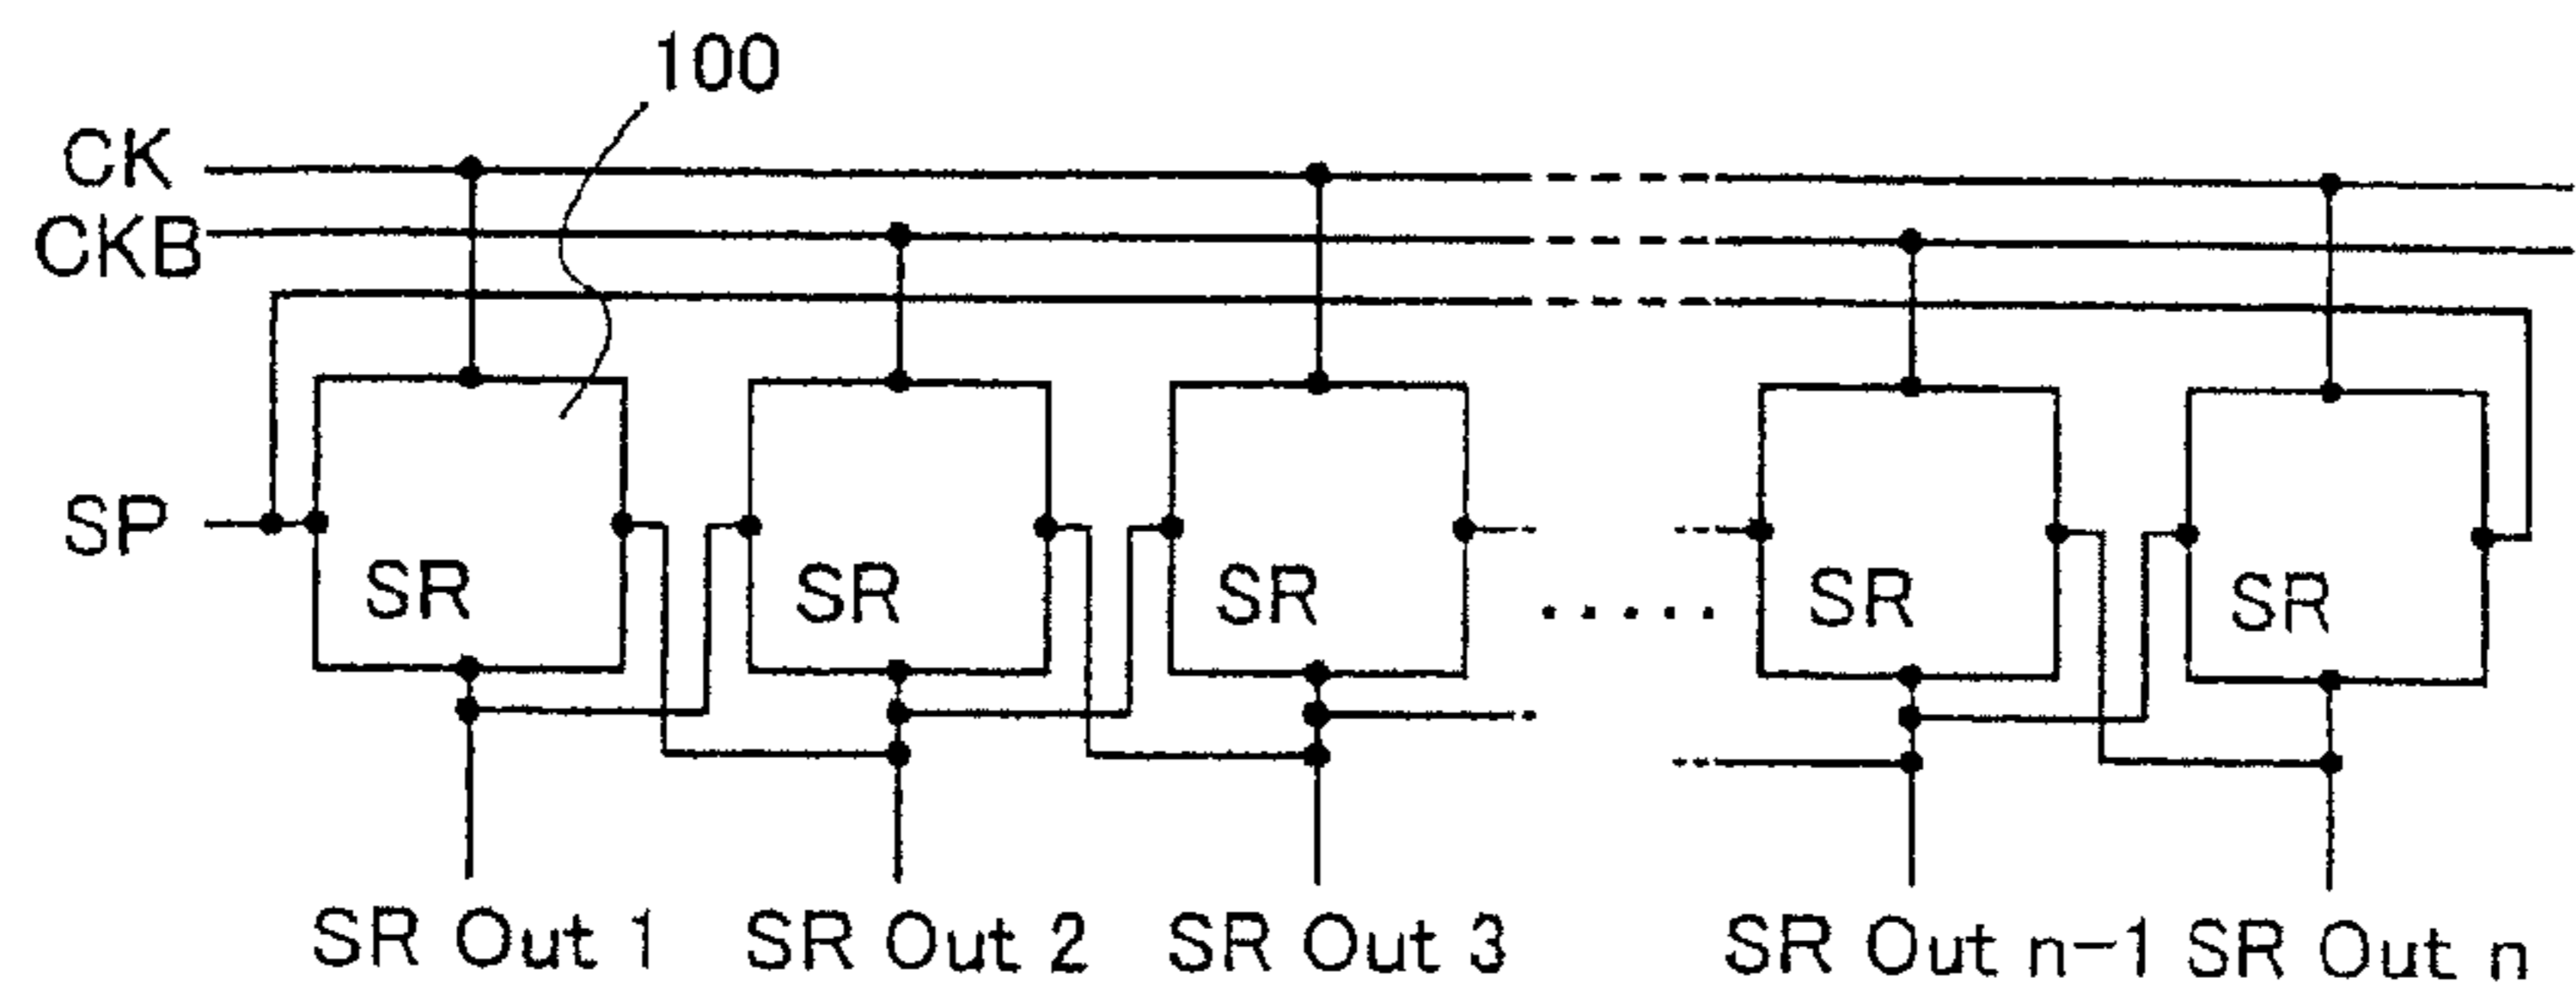 100
CK
CKB
SP
SR SR SR ..... SR SR
SR Out 1 SR Out 2 SR Out 3 SR Out n-1 SR Out n